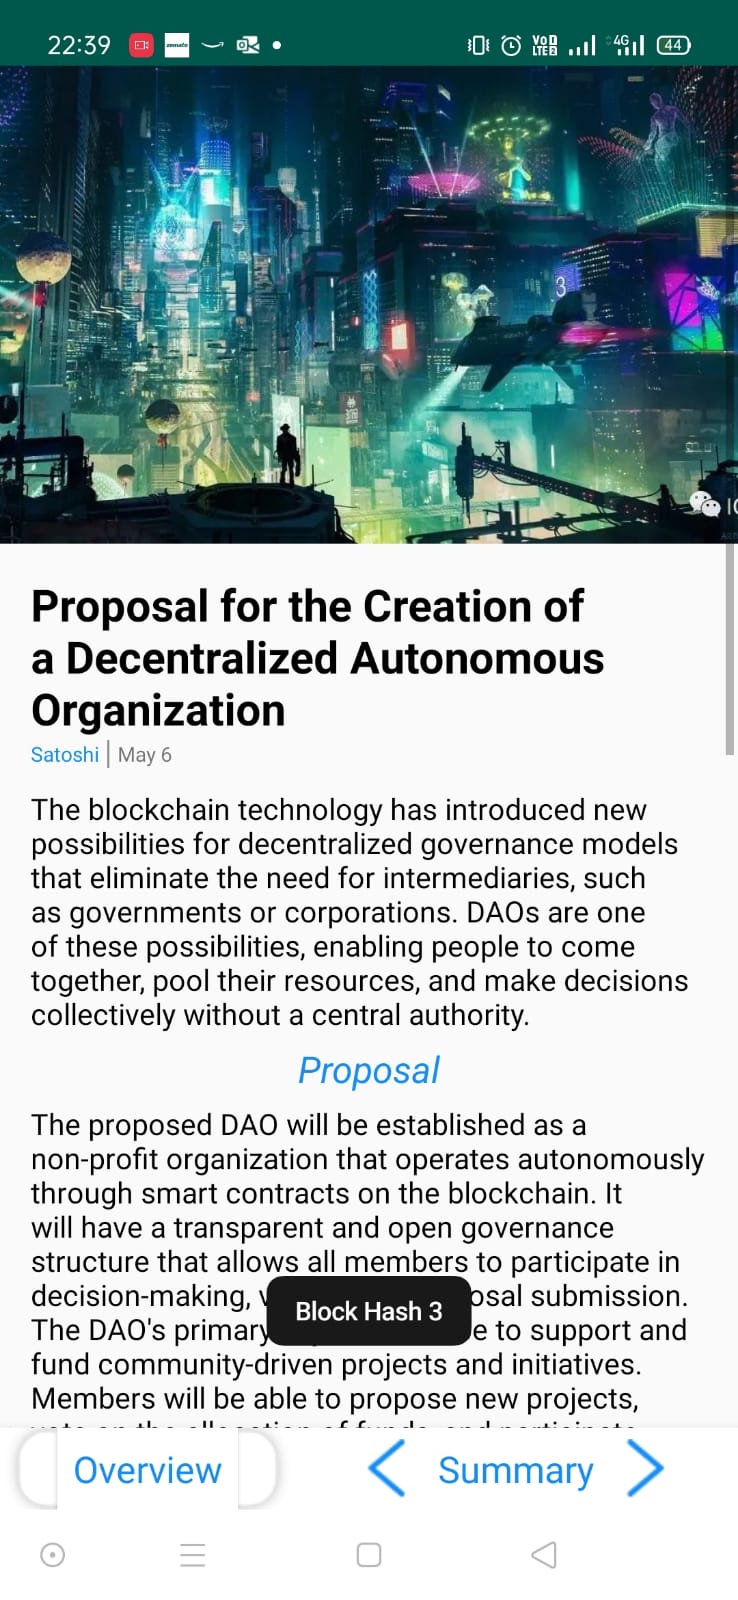 22:39
zomato
VoD
LTE
4G
44
3
Proposal for the Creation of
a Decentralized Autonomous
Organization
Satoshi | May 6
The blockchain technology has introduced new
possibilities for decentralized governance models
that eliminate the need for intermediaries, such
as governments or corporations. DAOs are one
of these possibilities, enabling people to come
together, pool their resources, and make decisions
collectively without a central authority.
Proposal
The proposed DAO will be established as a
non-profit organization that operates autonomously
through smart contracts on the blockchain. It
will have a transparent and open governance
structure that allows all members to participate in
decision-making, osal submission.
Block Hash 3
The DAO's primary e to support and
fund community-driven projects and initiatives.
Members will be able to propose new projects,
Overview
Summary